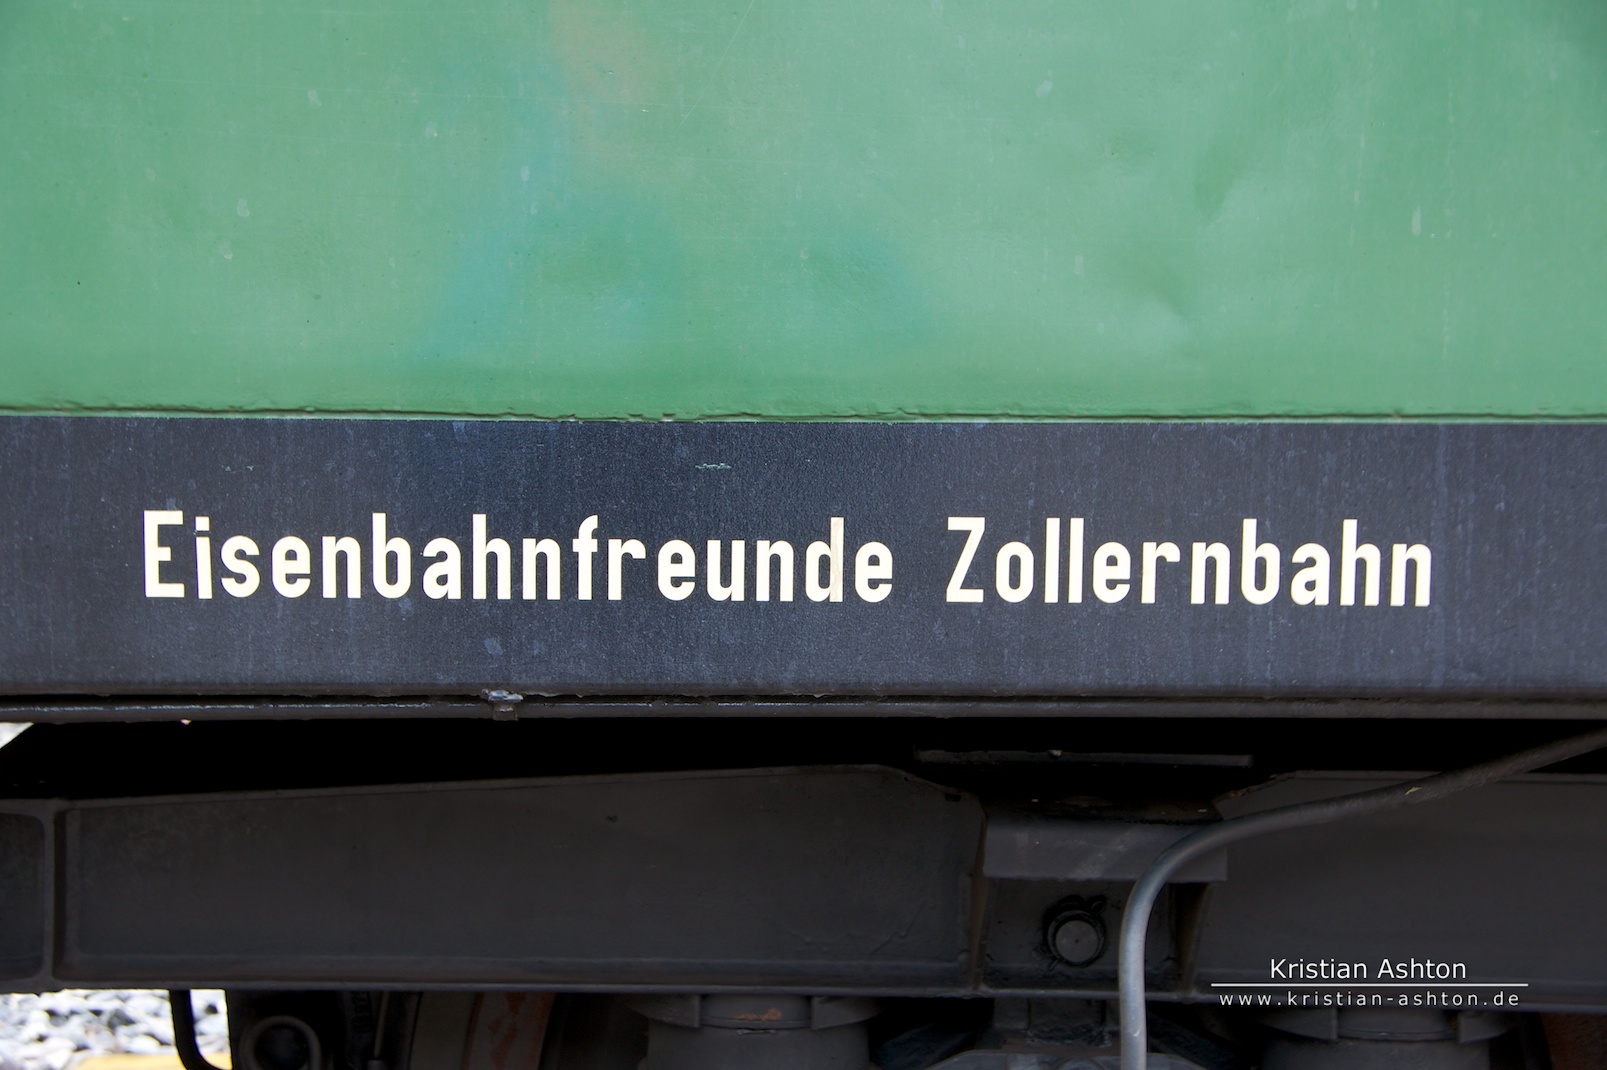 Eisenbahnfreunde Zollernbahn
Kristian Ashton
www.kristian-ashton.de